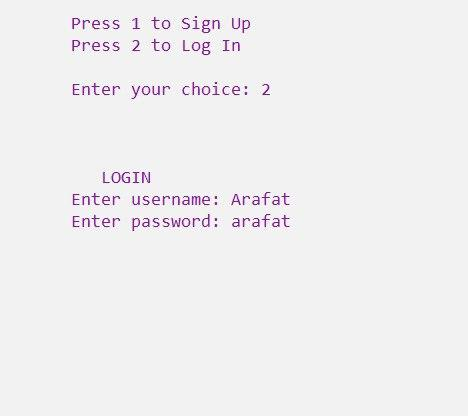 Press 1 to Sign Up
Press 2 to Log In
Enter your choice: 2
LOGIN
Enter username: Arafat
Enter password: arafat